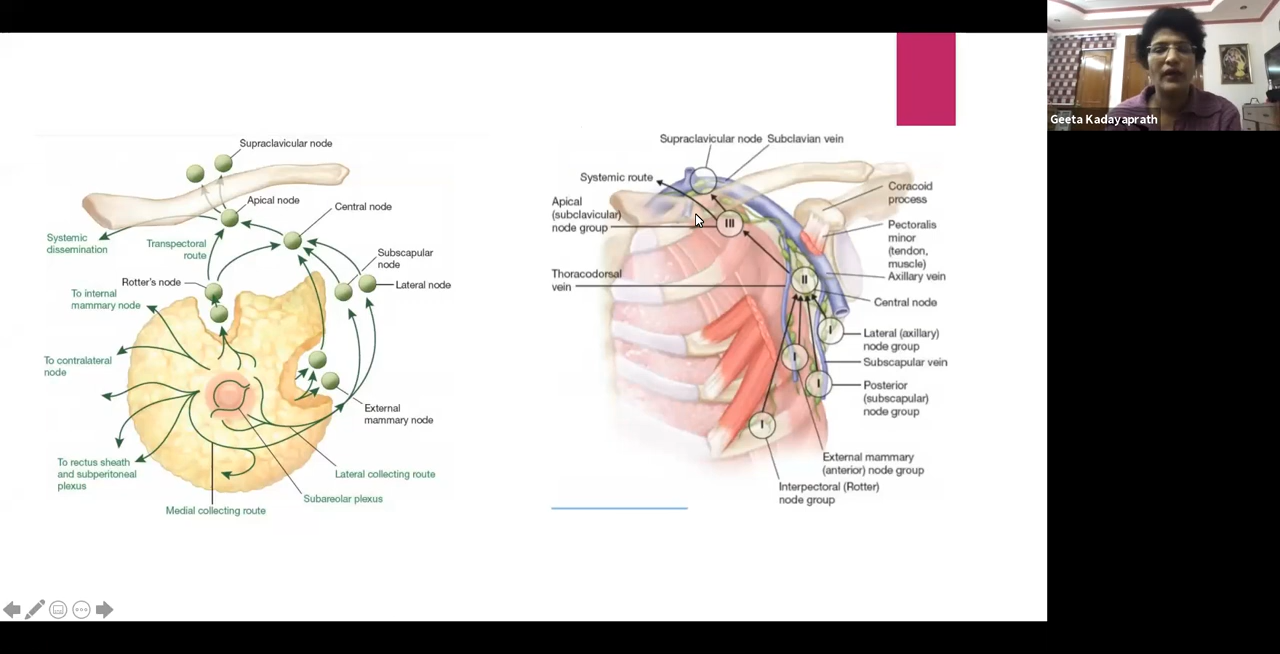 Geeta Kadayaprath
Supraclavicular node
Apical node
Central node
Systemic
dissemination
Transpectoral
route
Subscapular
node
Lateral node
Rotter's node
To internal
mammary node
To contralateral
node
External
mammary node
To rectus sheath
and subperitoneal
plexus
Lateral collecting route
Subareolar plexus
Medial collecting route
Supraclavicular node
Subclavian vein
Systemic route
Coracoid
process
Apical
(subclavicular)
node group
III
Pectoralis
minor
(tendon,
muscle)
Axillary vein
Thoracodorsal
vein
II
Central node
I
Lateral (axillary)
node group
I
Subscapular vein
I
Posterior
(subscapular)
node group
I
External mammary
(anterior) node group
Interpectoral (Rotter)
node group